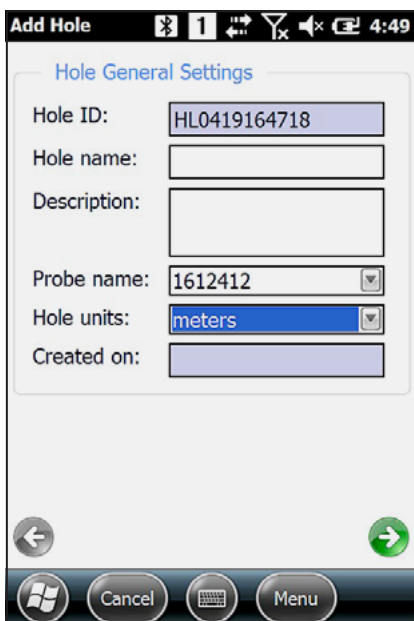 Add Hole 1 4:49
Hole General Settings
Hole ID: HL0419164718
Hole name:
Description:
Probe name: 1612412
Hole units: meters
Created on:
Cancel Menu